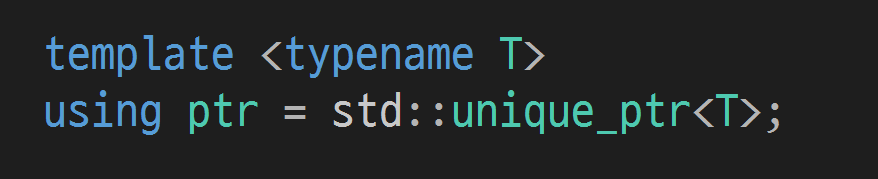 template <typename T>
using ptr = std::unique_ptr<T>;